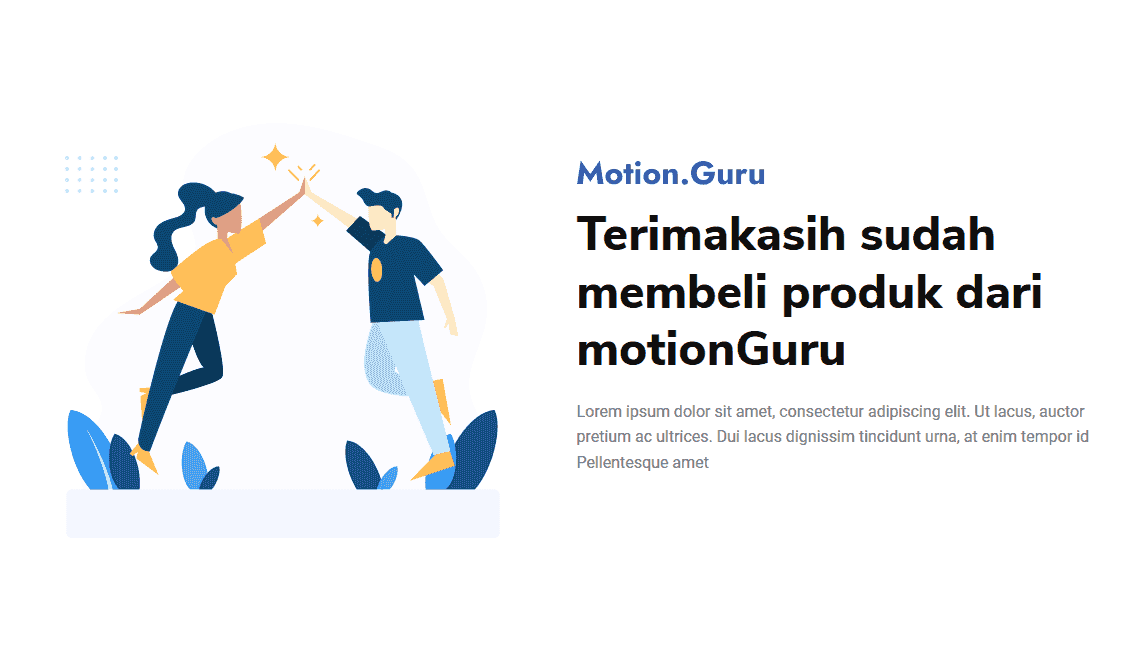 Motion.Guru
Terimakasih sudah
membeli produk dari
motionGuru
Lorem ipsum dolor sit amet, consectetur adipiscing elit. Ut lacus, auctor
pretium ac ultrices. Dui lacus dignissim tincidunt urna, at enim tempor id
Pellentesque amet